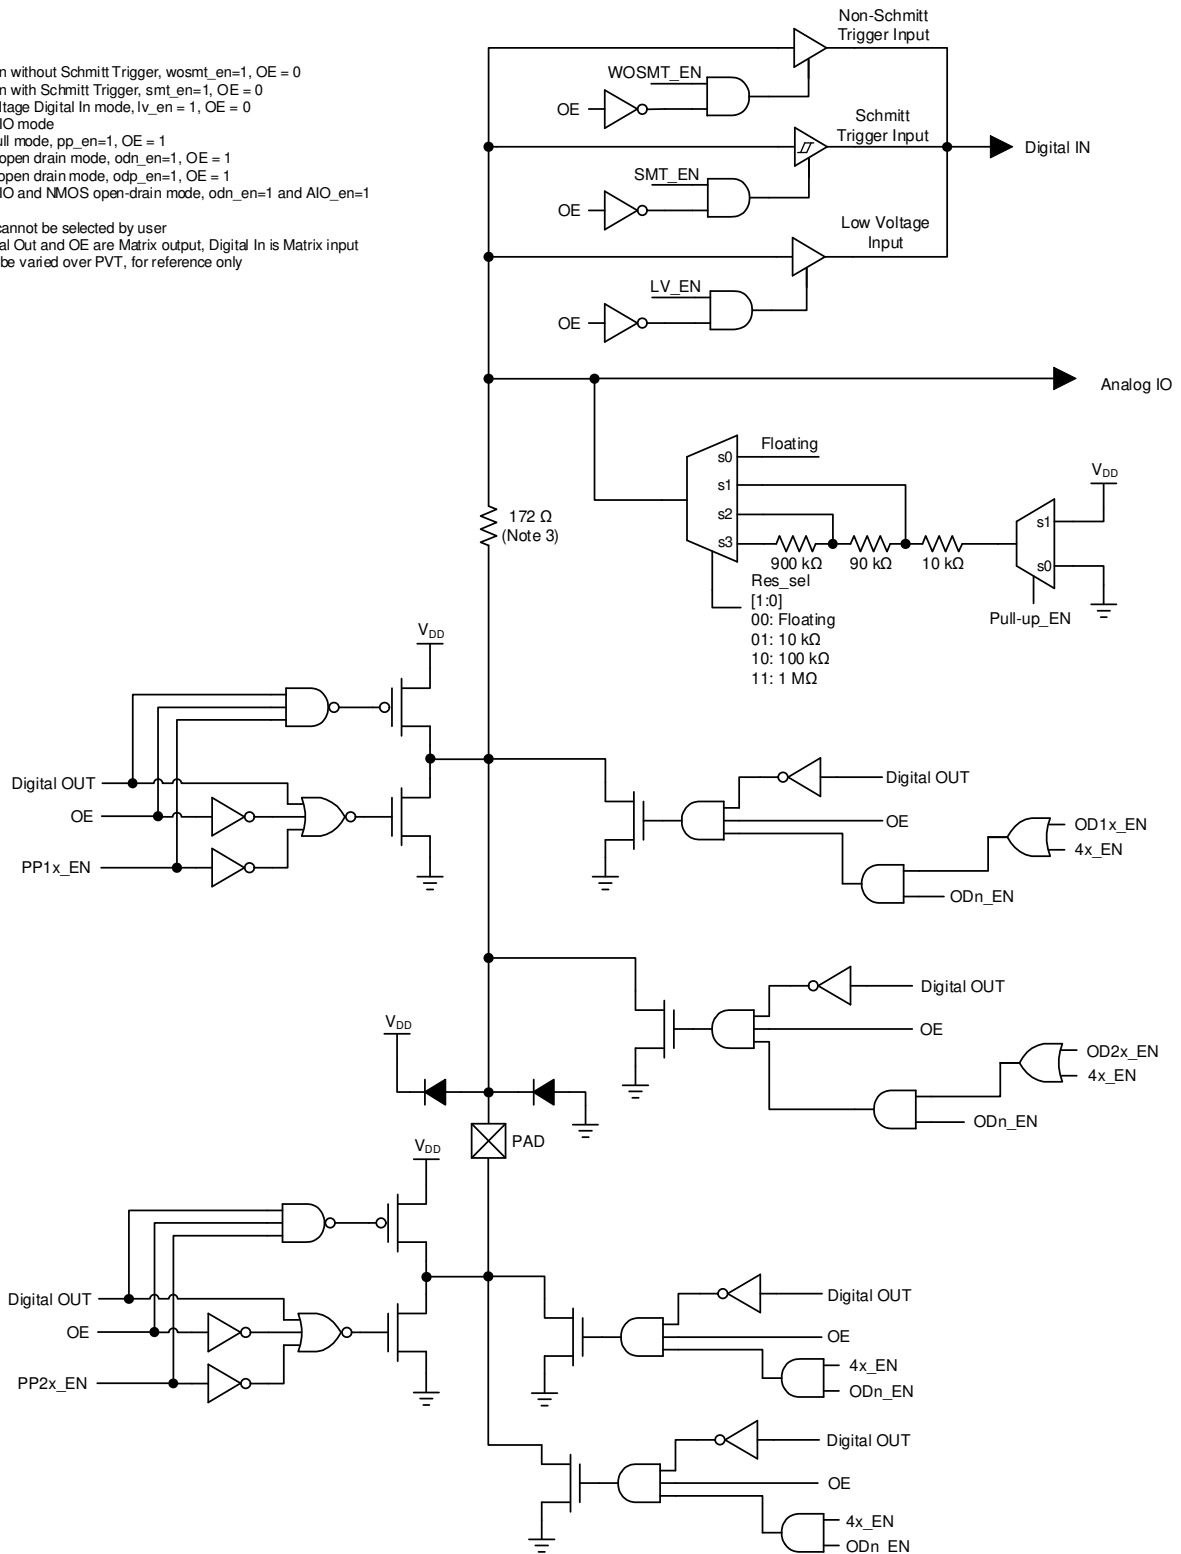 Non-Schmitt
Trigger Input
n without Schmitt Trigger, wosmt_en=1, OE = 0
n with Schmitt Trigger, smt_en=1, OE = 0
ltage Digital In mode, lv_en = 1, OE = 0
IO mode
ull mode, pp_en=1, OE = 1
open drain mode, odn_en=1, OE = 1
open drain mode, odp_en=1, OE = 1
IO and NMOS open-drain mode, odn_en=1 and AIO_en=1
cannot be selected by user
al Out and OE are Matrix output, Digital In is Matrix input
be varied over PVT, for reference only
WOSMT_EN
OE
Schmitt
Trigger Input
Digital IN
SMT_EN
OE
Low Voltage
Input
LV_EN
OE
Analog IO
Floating
s0
s1
s2
s3
VDD
s1
s0
172 Ω
(Note 3)
900 kΩ
90 kΩ
10 kΩ
Res_sel
[1:0]
00: Floating
01: 10 kΩ
10: 100 kΩ
11: 1 MΩ
Pull-up_EN
VDD
Digital OUT
OE
PP1x_EN
Digital OUT
OE
OD1x_EN
4x_EN
ODn_EN
Digital OUT
OE
OD2x_EN
4x_EN
ODn_EN
VDD
PAD
VDD
Digital OUT
OE
PP2x_EN
Digital OUT
OE
4x_EN
ODn_EN
Digital OUT
OE
4x_EN
ODn_EN